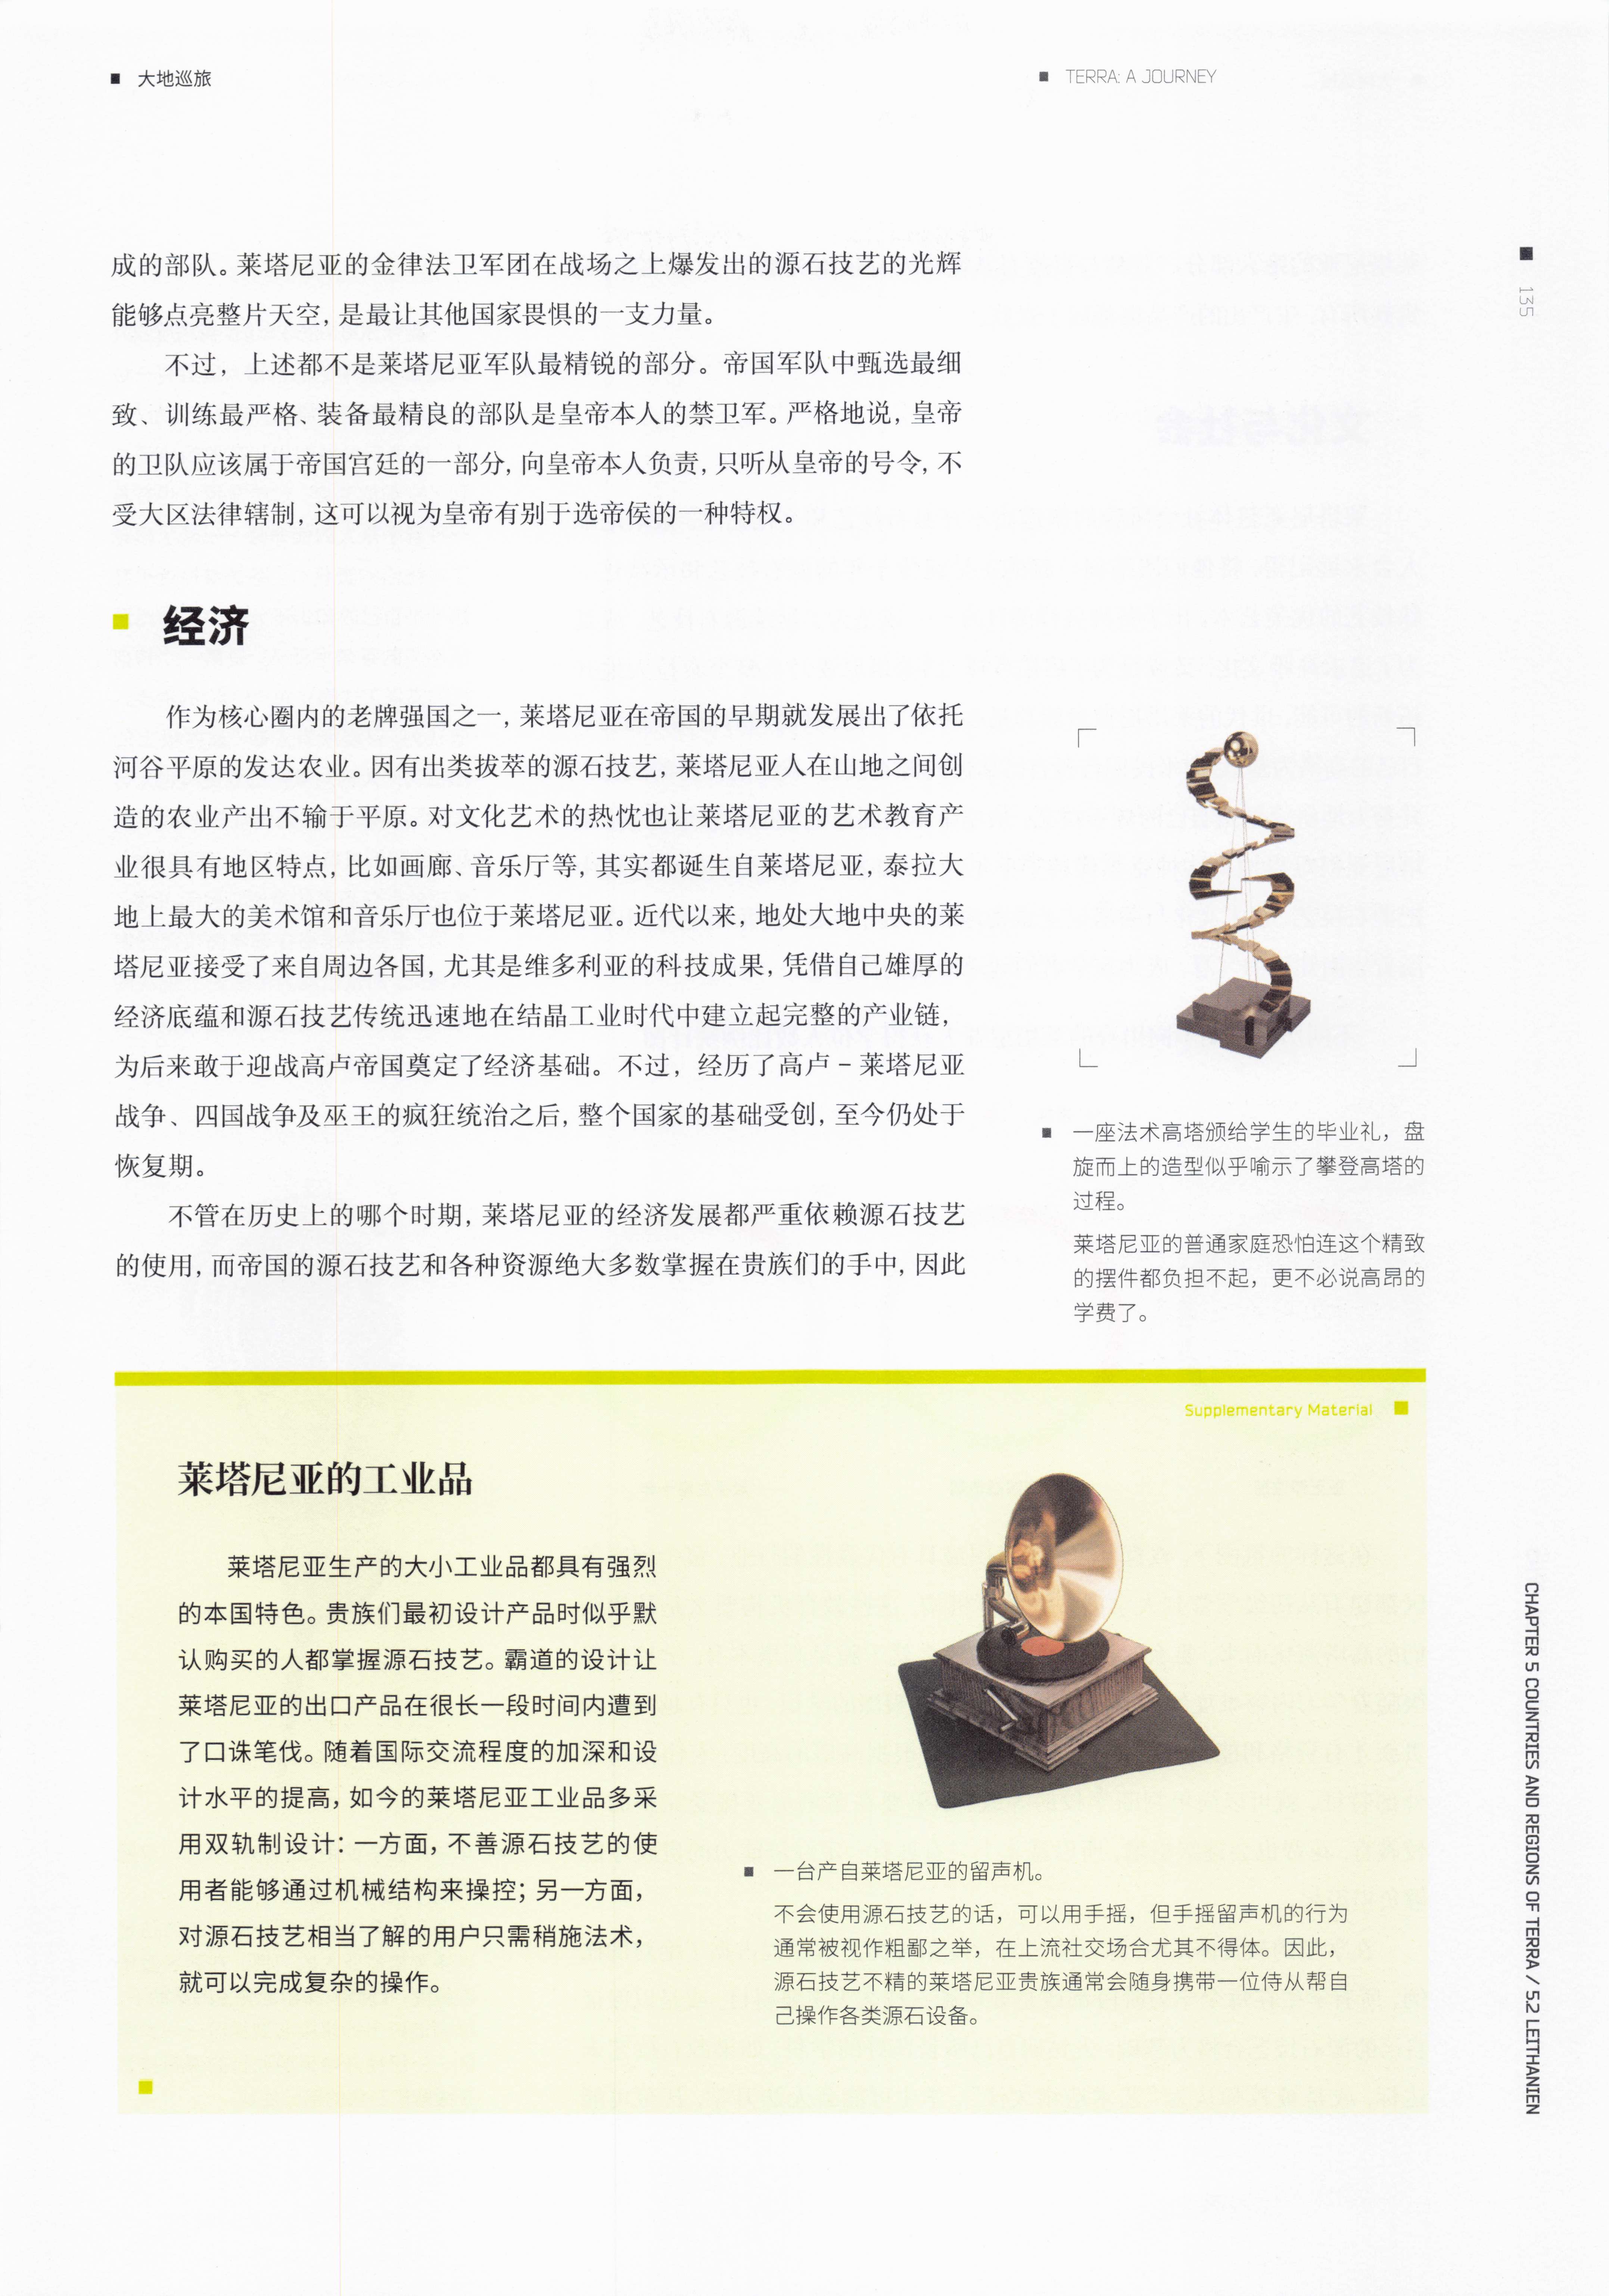 大地巡旅
TERRA: A JOURNEY
135
成的部队。莱塔尼亚的金律法卫军团在战场之上爆发出的源石技艺的光辉
能够点亮整片天空，是最让其他国家畏惧的一支力量。
不过，上述都不是莱塔尼亚军队最精锐的部分。帝国军队中甄选最细
致、训练最严格、装备最精良的部队是皇帝本人的禁卫军。严格地说，皇帝
的卫队应该属于帝国宫廷的一部分，向皇帝本人负责，只听从皇帝的号令，不
受大区法律辖制，这可以视为皇帝有别于选帝侯的一种特权。
经济
作为核心圈内的老牌强国之一，莱塔尼亚在帝国的早期就发展出了依托
河谷平原的发达农业。因有出类拔萃的源石技艺，莱塔尼亚人在山地之间创
造的农业产出不输于平原。对文化艺术的热忱也让莱塔尼亚的艺术教育产
业很具有地区特点，比如画廊、音乐厅等，其实都诞生自莱塔尼亚，泰拉大
地上最大的美术馆和音乐厅也位于莱塔尼亚。近代以来，地处大地中央的莱
塔尼亚接受了来自周边各国，尤其是维多利亚的科技成果，凭借自己雄厚的
经济底蕴和源石技艺传统迅速地在结晶工业时代中建立起完整的产业链，
为后来敢于迎战高卢帝国奠定了经济基础。不过，经历了高卢－莱塔尼亚
战争、四国战争及巫王的疯狂统治之后，整个国家的基础受创，至今仍处于
恢复期。
不管在历史上的哪个时期，莱塔尼亚的经济发展都严重依赖源石技艺
的使用，而帝国的源石技艺和各种资源绝大多数掌握在贵族们的手中，因此
一座法术高塔颁给学生的毕业礼，盘
旋而上的造型似乎喻示了攀登高塔的
过程。
莱塔尼亚的普通家庭恐怕连这个精致
的摆件都负担不起，更不必说高昂的
学费了。
Supplementary Material
莱塔尼亚的工业品
莱塔尼亚生产的大小工业品都具有强烈
的本国特色。贵族们最初设计产品时似乎默
认购买的人都掌握源石技艺。霸道的设计让
莱塔尼亚的出口产品在很长一段时间内遭到
了口诛笔伐。随着国际交流程度的加深和设
计水平的提高，如今的莱塔尼亚工业品多采
用双轨制设计：一方面，不善源石技艺的使
用者能够通过机械结构来操控；另一方面，
对源石技艺相当了解的用户只需稍施法术，
就可以完成复杂的操作。
一台产自莱塔尼亚的留声机。
不会使用源石技艺的话，可以用手摇，但手摇留声机的行为
通常被视作粗鄙之举，在上流社交场合尤其不得体。因此，
源石技艺不精的莱塔尼亚贵族通常会随身携带一位侍从帮自
己操作各类源石设备。
CHAPTER 5 COUNTRIES AND REGIONS OF TERRA / 5.2 LEITHANIEN